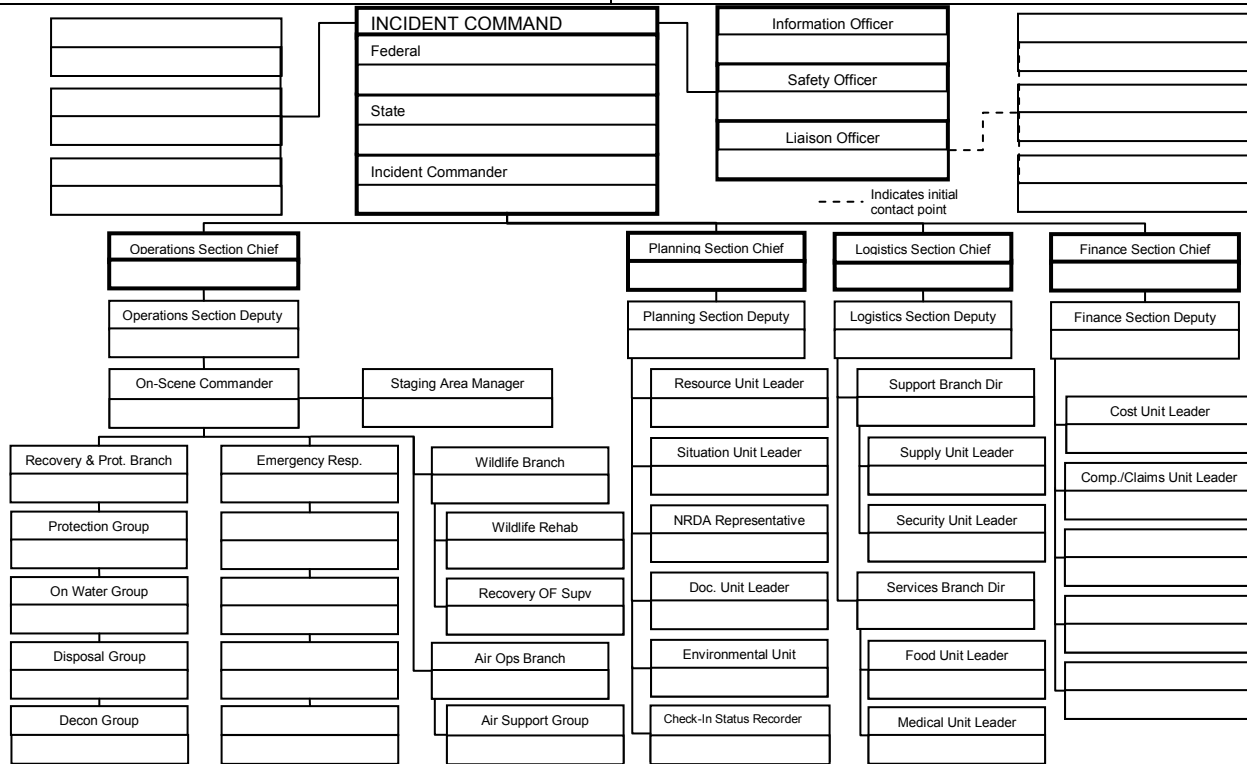 INCIDENT COMMAND
Federal
State
Incident Commander
Information Officer
Safety Officer
Liaison Officer
Indicates initial
contact point
Operations Section Chief
Planning Section Chief
Logistics Section Chief
Finance Section Chief
Operations Section Deputy
Planning Section Deputy
Logistics Section Deputy
Finance Section Deputy
On-Scene Commander
Staging Area Manager
Recovery & Prot. Branch
Protection Group
On Water Group
Disposal Group
Decon Group
Emergency Resp.
Wildlife Branch
Wildlife Rehab
Recovery OF Supv
Air Ops Branch
Air Support Group
Resource Unit Leader
Situation Unit Leader
NRDA Representative
Doc. Unit Leader
Environmental Unit
Check-In Status Recorder
Support Branch Dir
Supply Unit Leader
Security Unit Leader
Services Branch Dir
Food Unit Leader
Medical Unit Leader
Cost Unit Leader
Comp./Claims Unit Leader